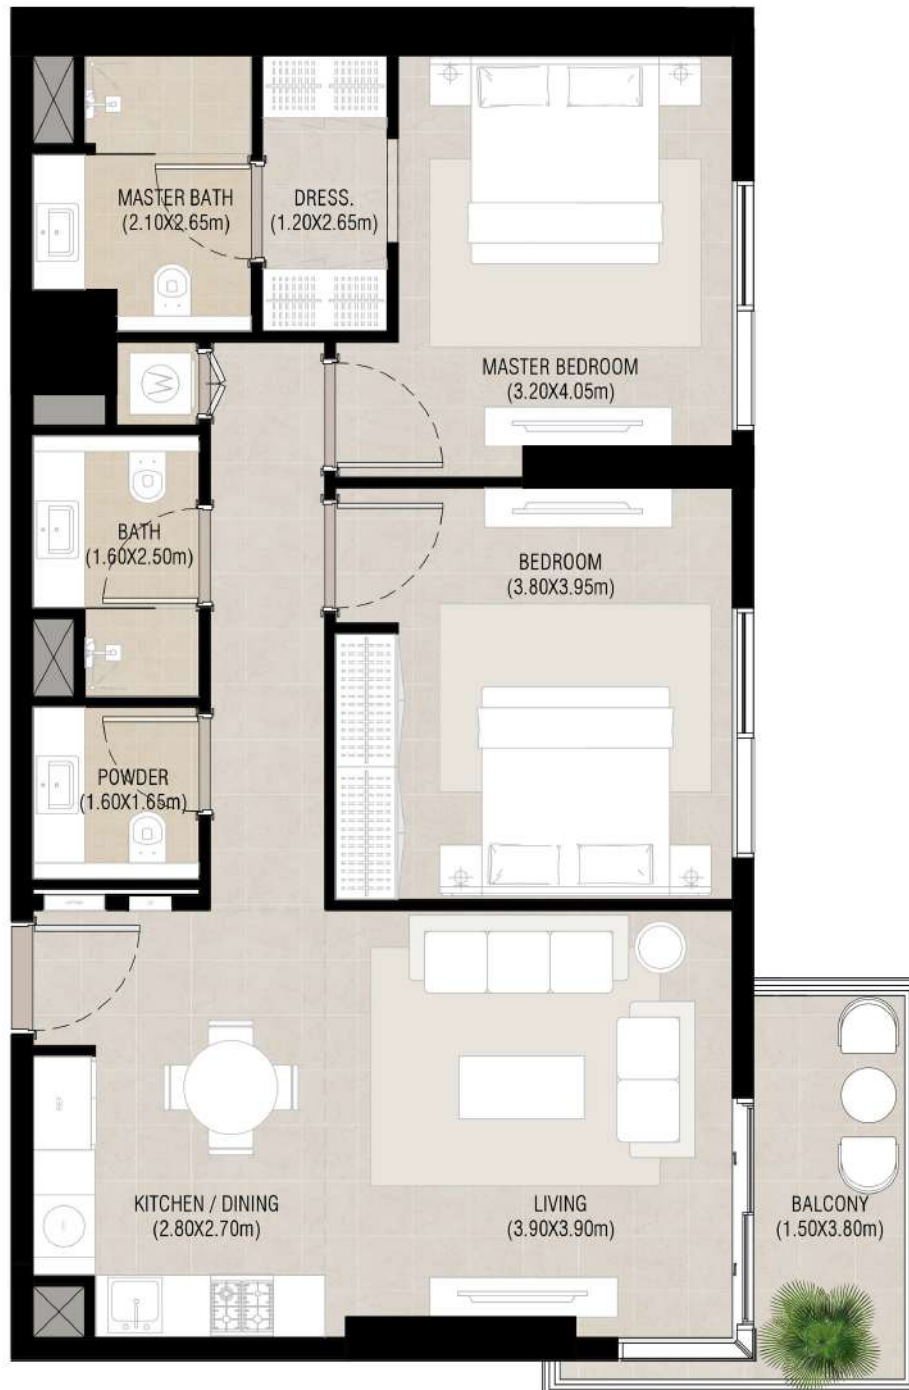 MASTER BATH
(2.10X2.65m)
DRESS.
(1.20X2.65m)
MASTER BEDROOM
(3.20X4.05m)
W
BATH
(1.60X2.50m)
BEDROOM
(3.80X3.95m)
POWDER
(1.60X1.65m)
REF
KITCHEN / DINING
(2.80X2.70m)
LIVING
(3.90X3.90m)
BALCONY
(1.50X3.80m)